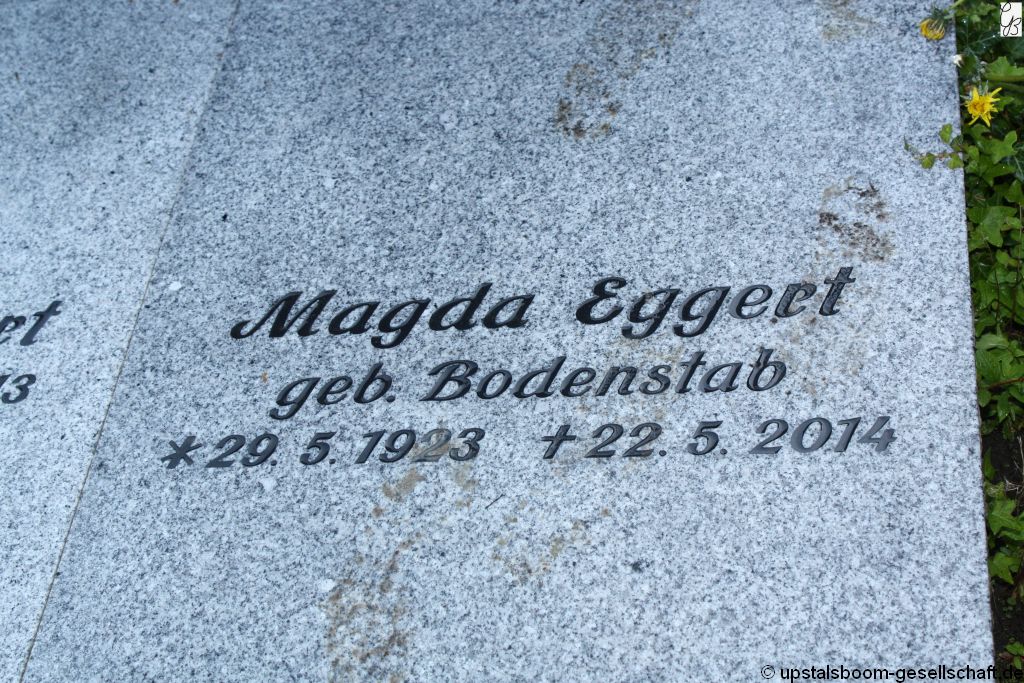 Magda Eggert
geb. Bodenstab
* 29. 5. 1923 † 22. 5. 2014
© upstalsboom-gesellschaft.de